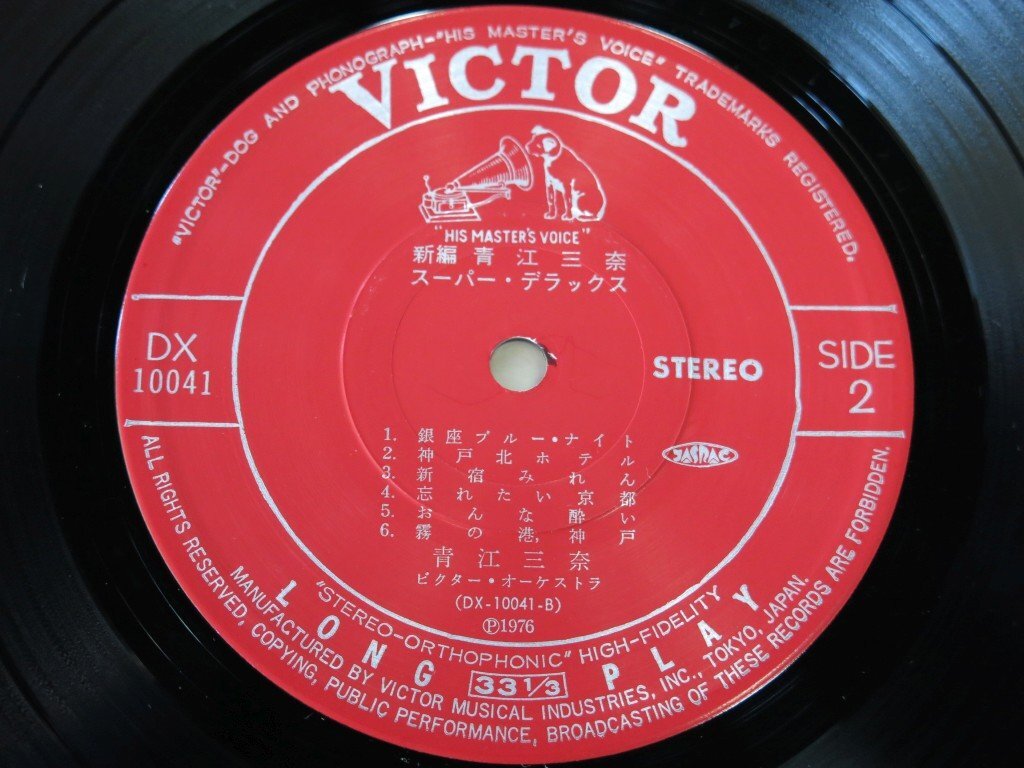 "VICTOR"-DOG AND PHONOGRAPH-"HIS MASTER'S VOICE" TRADEMARKS REGISTERED.
VICTOR
"HIS MASTER'S VOICE"
新編 青江三奈
スーパー・デラックス
DX
10041
STEREO
SIDE
2
JASRAC
1. 銀座ブルー・ナイト
2. 神戸北ホテル
3. 新宿みれん
4. 忘れたい京都
5. おんな酔い
6. 霧の港,神戸
青江三奈
ビクター・オーケストラ
(DX-10041-B)
Ⓟ1976
"STEREO-ORTHOPHONIC" HIGH-FIDELITY
LONG PLAY
33 1/3
MANUFACTURED BY VICTOR MUSICAL INDUSTRIES, INC., TOKYO, JAPAN.
ALL RIGHTS RESERVED, COPYING, PUBLIC PERFORMANCE, BROADCASTING OF THESE RECORDS ARE FORBIDDEN.